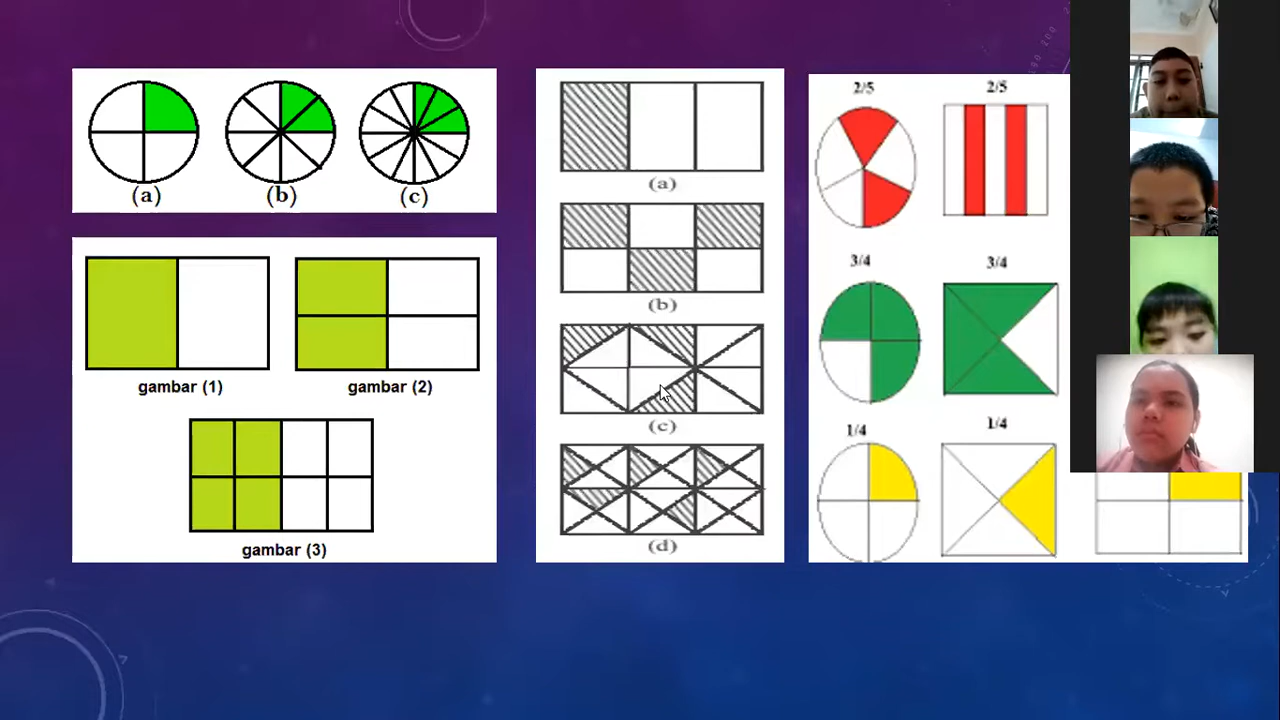 (a) (b) (c)
gambar (1) gambar (2)
gambar (3)
(a)
(b)
(c)
(d)
2/5 2/5
3/4 3/4
1/4 1/4